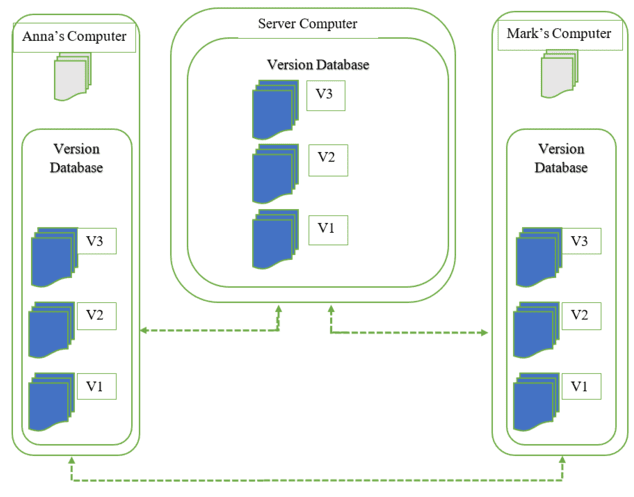 Anna's Computer
Version
Database
V3
V2
V1
Server Computer
Version Database
V3
V2
V1
Mark's Computer
Version
Database
V3
V2
V1